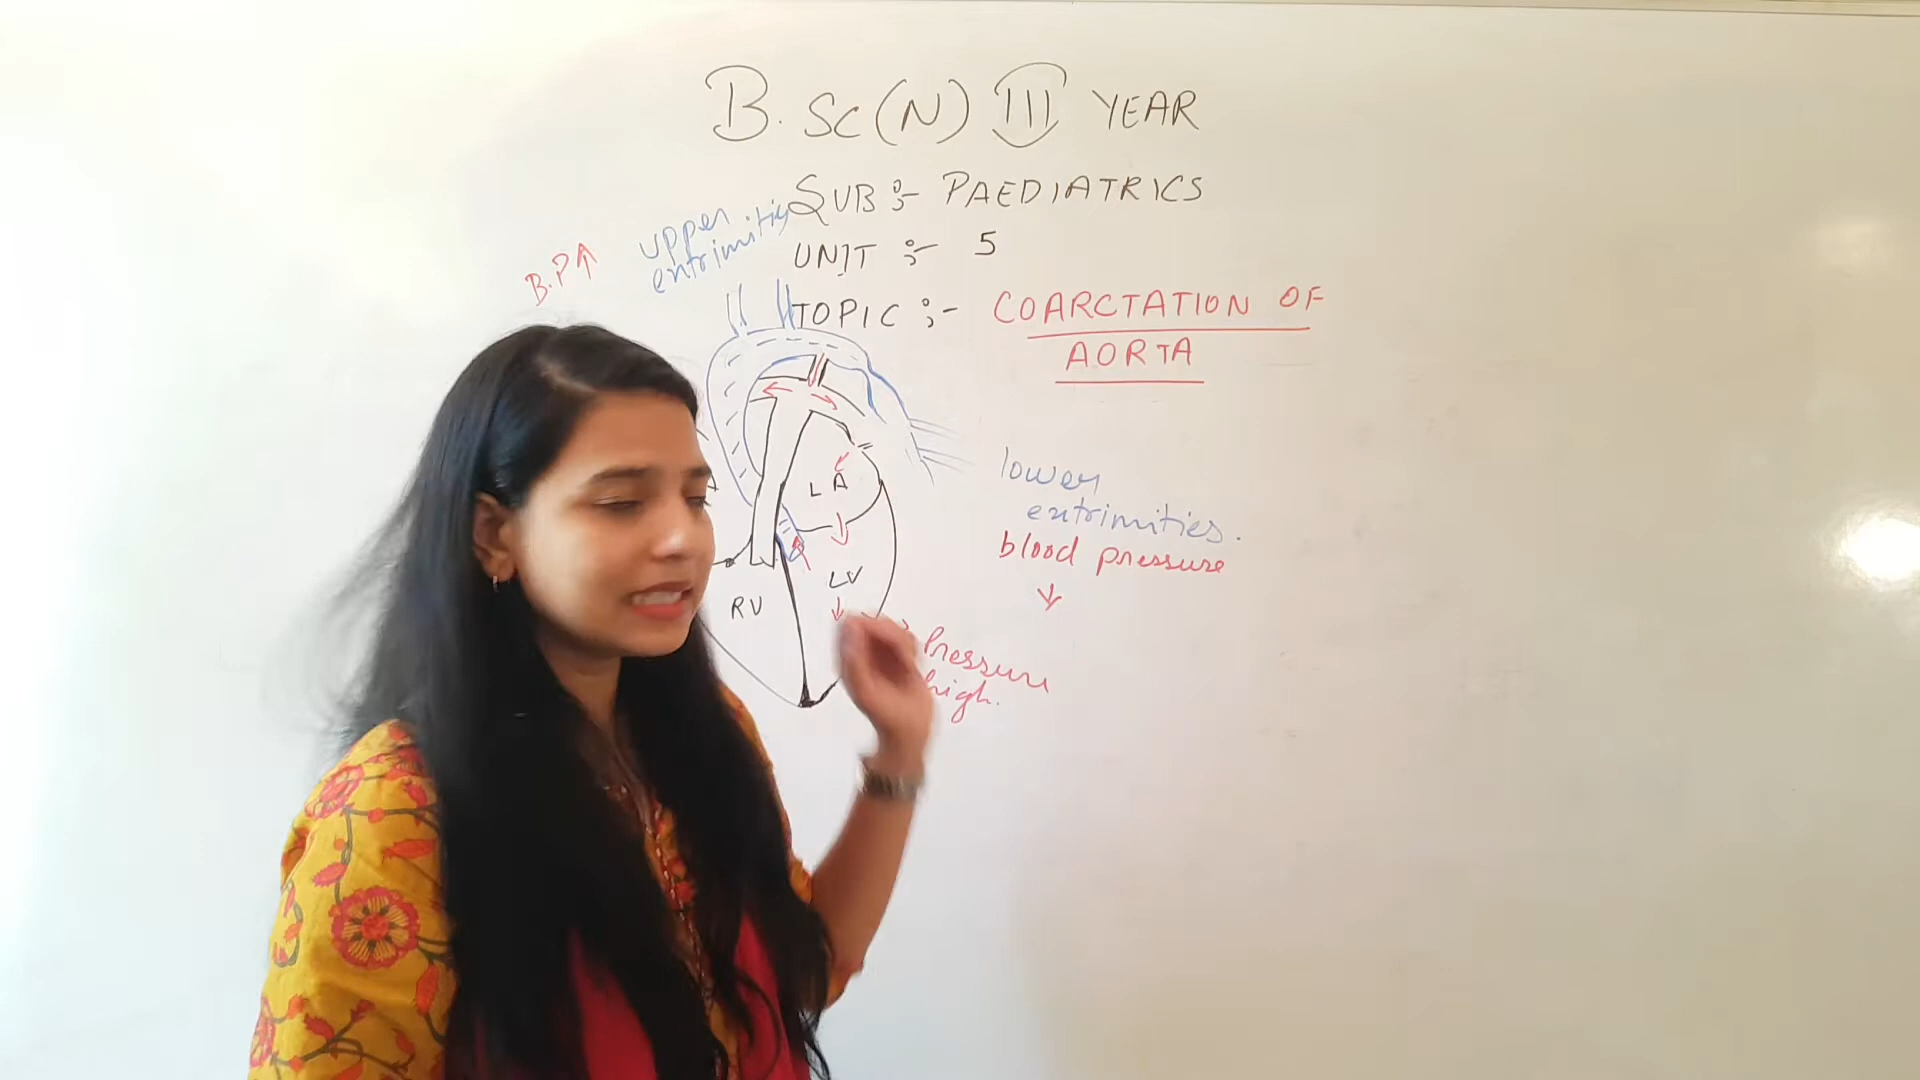 B.Sc(N) III YEAR
SUB :- PAEDIATRICS
UNIT :- 5
TOPIC :- COARCTATION OF
AORTA
B.P↑
upper
entrimities
LA
LV
RV
lower
entrimities.
blood pressure
↓
Pressure
high.